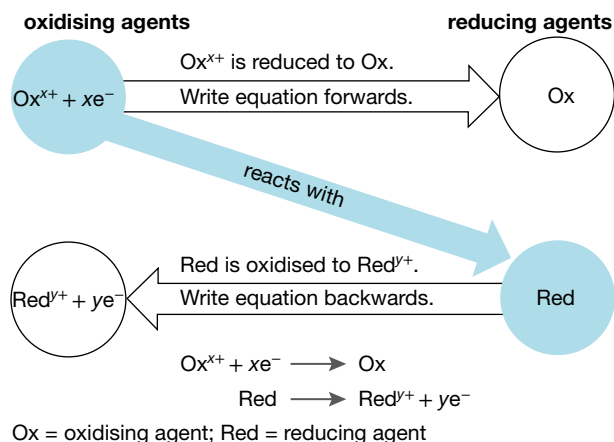 oxidising agents
reducing agents
Oxˣ⁺ is reduced to Ox.
Oxˣ⁺ + xe⁻
Write equation forwards.
Ox
reacts with
Red is oxidised to Redʸ⁺.
Redʸ⁺ + ye⁻
Write equation backwards.
Red
Oxˣ⁺ + xe⁻ ⟶ Ox
Red ⟶ Redʸ⁺ + ye⁻
Ox = oxidising agent; Red = reducing agent